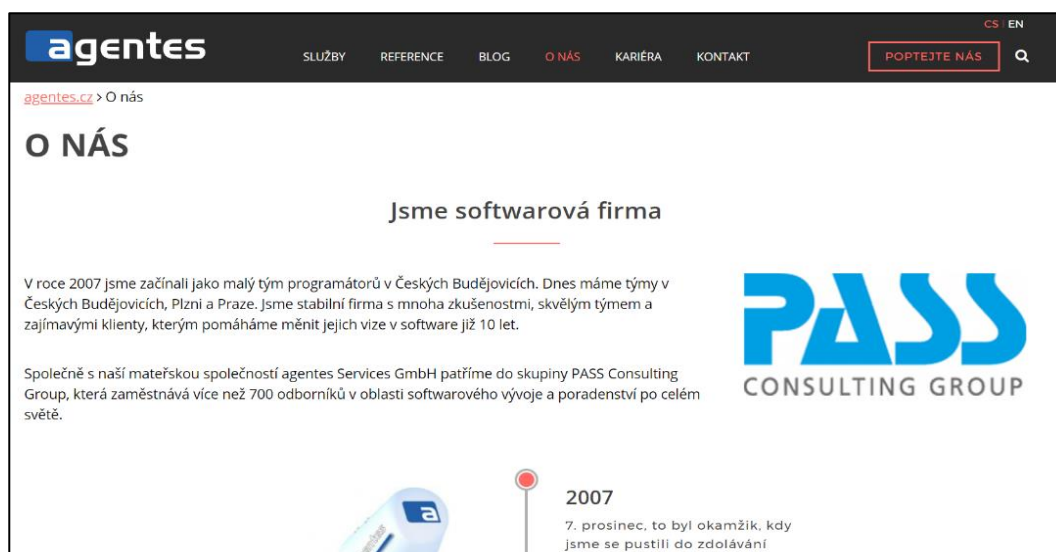 CS | EN
agentes
SLUŽBY REFERENCE BLOG O NÁS KARIÉRA KONTAKT POPTEJTE NÁS
agentes.cz > O nás
O NÁS
Jsme softwarová firma
V roce 2007 jsme začínali jako malý tým programátorů v Českých Budějovicích. Dnes máme týmy v
Českých Budějovicích, Plzni a Praze. Jsme stabilní firma s mnoha zkušenostmi, skvělým týmem a
zajímavými klienty, kterým pomáháme měnit jejich vize v software již 10 let.
Společně s naší mateřskou společností agentes Services GmbH patříme do skupiny PASS Consulting
Group, která zaměstnává více než 700 odborníků v oblasti softwarového vývoje a poradenství po celém
světě.
PASS
CONSULTING GROUP
a
agentes
2007
7. prosinec, to byl okamžik, kdy
jsme se pustili do zdolávání